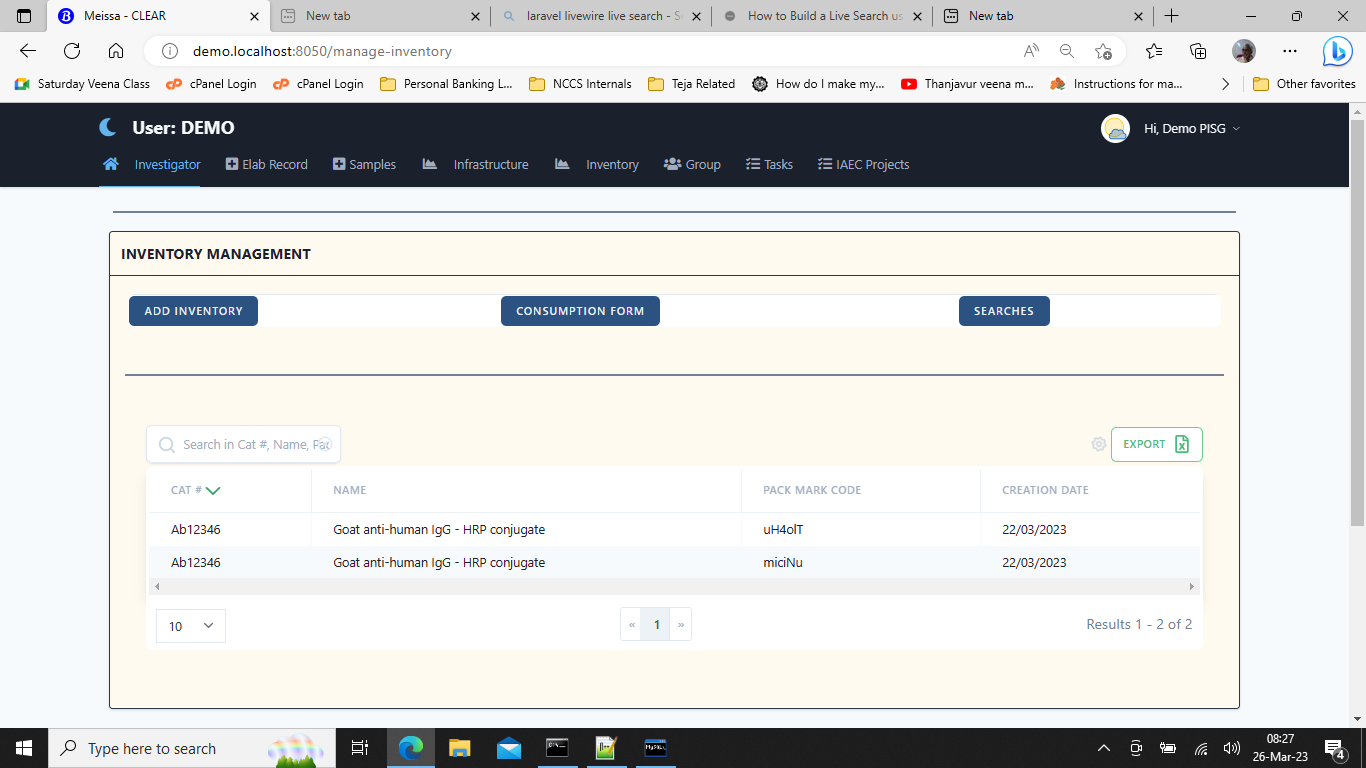 Meissa - CLEAR
New tab
laravel livewire live search - Se
How to Build a Live Search us
New tab
demo.localhost:8050/manage-inventory
Saturday Veena Class
cPanel Login
cPanel Login
Personal Banking L...
NCCS Internals
Teja Related
How do I make my...
Thanjavur veena m...
Instructions for ma...
Other favorites
User: DEMO
Hi, Demo PISG
Investigator
Elab Record
Samples
Infrastructure
Inventory
Group
Tasks
IAEC Projects
INVENTORY MANAGEMENT
ADD INVENTORY
CONSUMPTION FORM
SEARCHES
Search in Cat #, Name, Pac
EXPORT
CAT # NAME PACK MARK CODE CREATION DATE
Ab12346 Goat anti-human IgG - HRP conjugate uH4olT 22/03/2023
Ab12346 Goat anti-human IgG - HRP conjugate miciNu 22/03/2023
10
« 1 »
Results 1 - 2 of 2
Type here to search
08:27
26-Mar-23
4